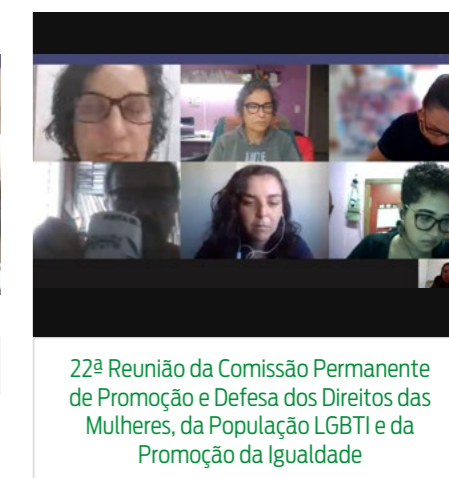 22ª Reunião da Comissão Permanente
de Promoção e Defesa dos Direitos das
Mulheres, da População LGBTI e da
Promoção da Igualdade